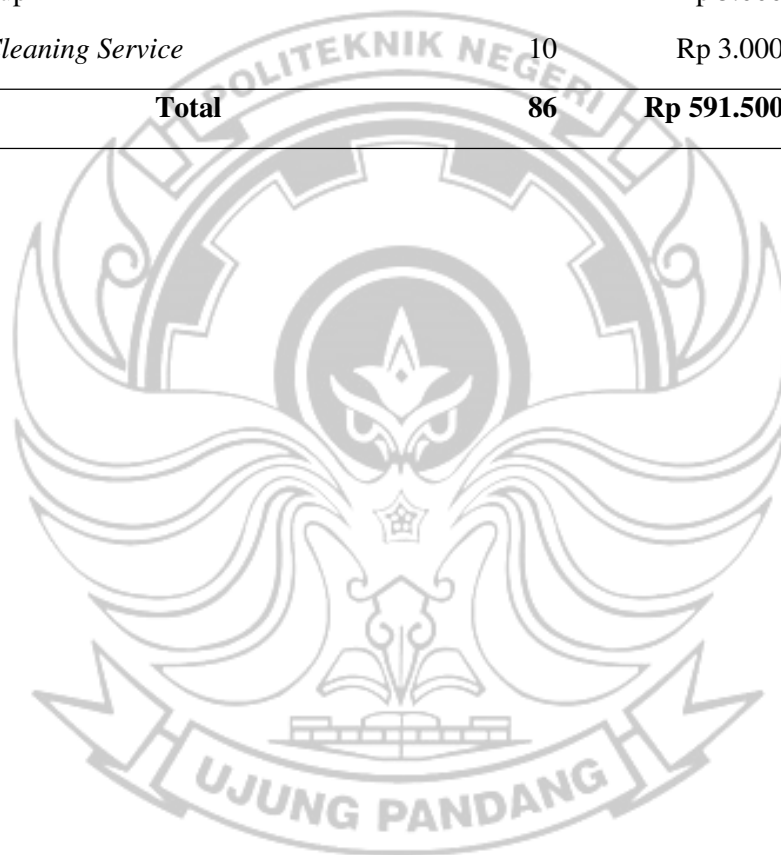 Cleaning Service 10 Rp 3.000
Total 86 Rp 591.500
POLITEKNIK NEGERI
UJUNG PANDANG